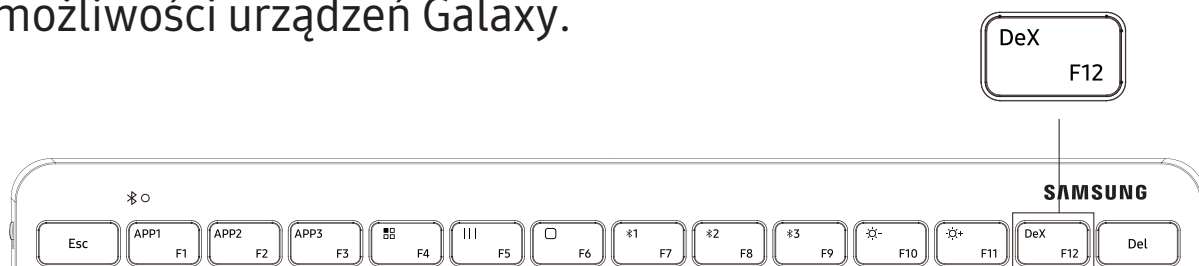 możliwości urządzeń Galaxy.
DeX
F12
SAMSUNG
Esc APP1 F1 APP2 F2 APP3 F3 F4 F5 F6 1 F7 2 F8 3 F9 - F10 + F11 DeX F12 Del